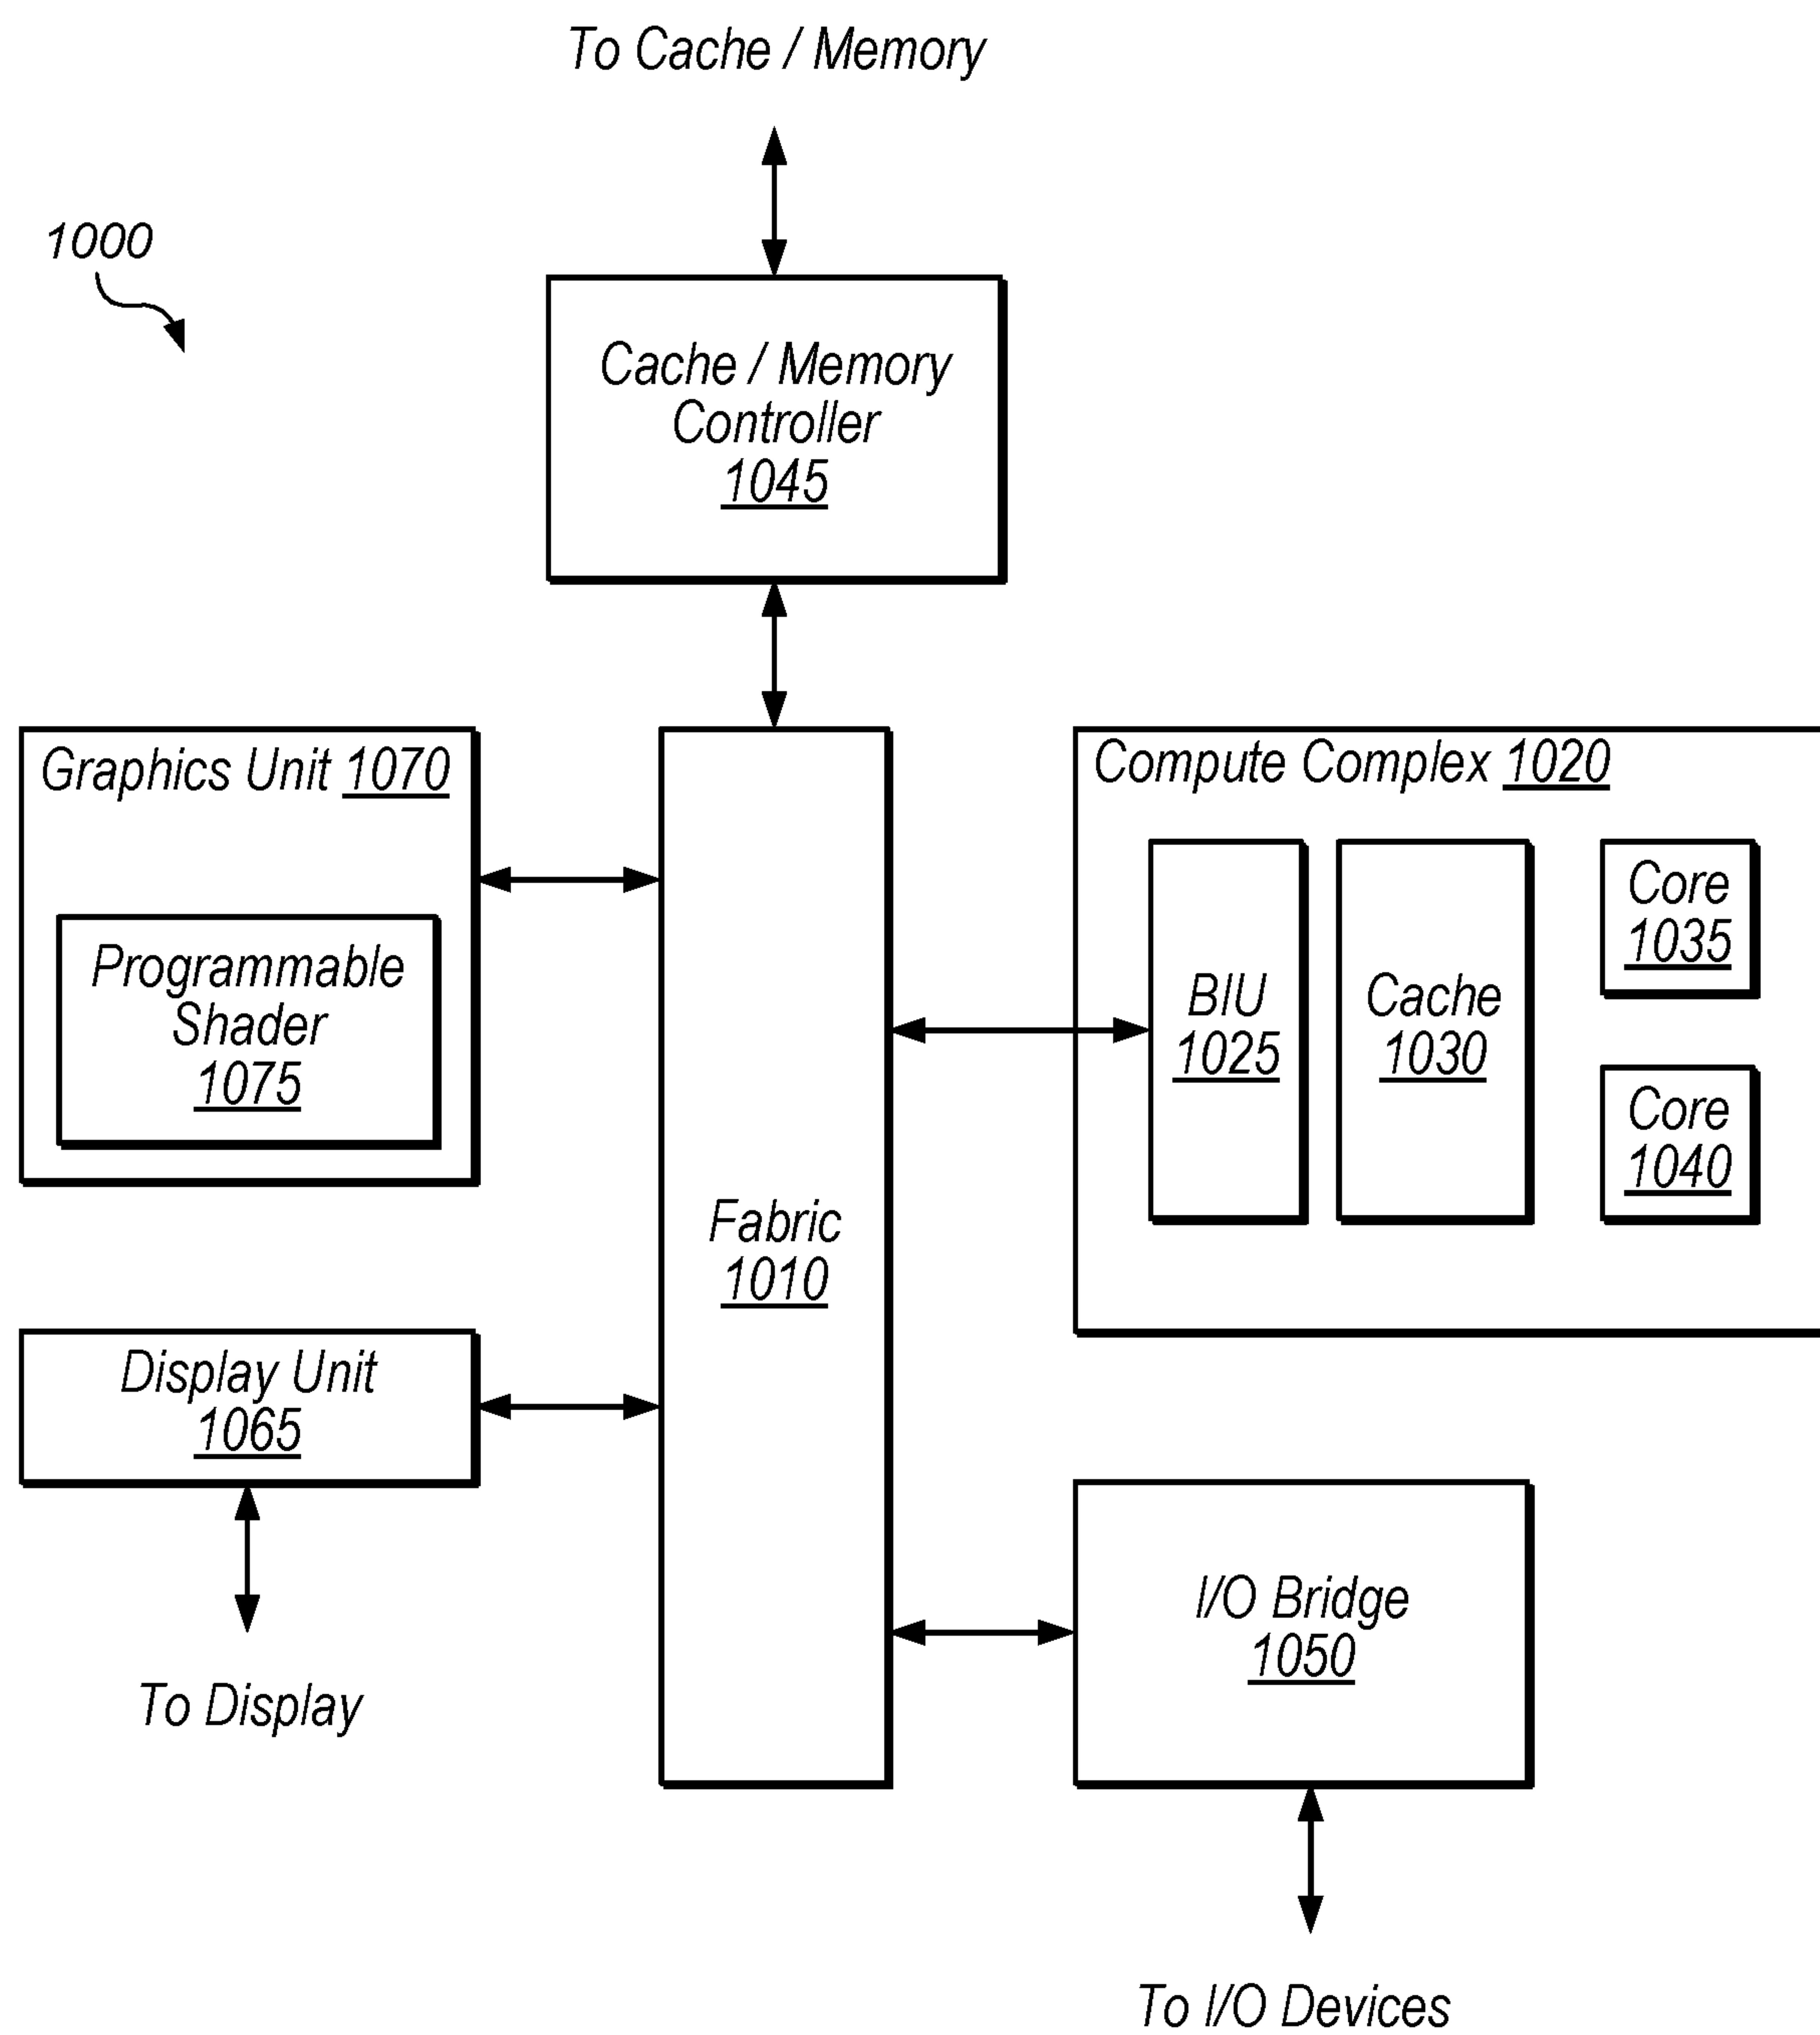 To Cache / Memory
1000
Cache / Memory
Controller
1045
Graphics Unit 1070
Programmable
Shader
1075
Fabric
1010
Compute Complex 1020
BIU
1025
Cache
1030
Core
1035
Core
1040
Display Unit
1065
To Display
I/O Bridge
1050
To I/O Devices